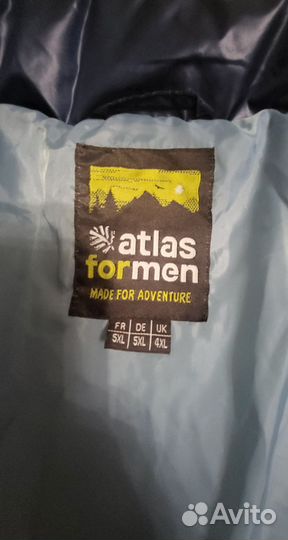 atlas
formen
MADE FOR ADVENTURE
FR DE UK
5XL 5XL 4XL
Avito